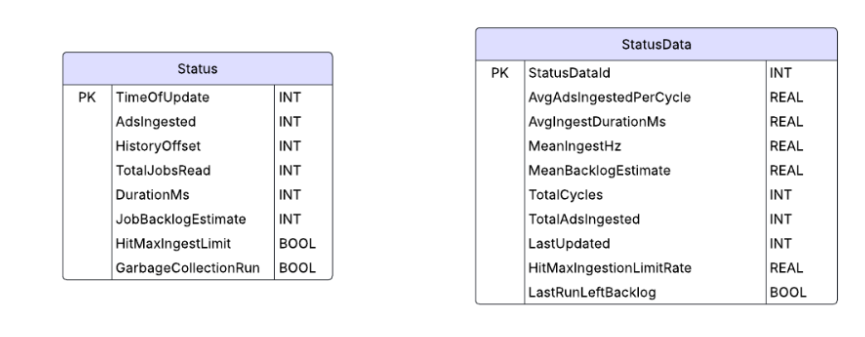 Status
PK TimeOfUpdate INT
AdsIngested INT
HistoryOffset INT
TotalJobsRead INT
DurationMs INT
JobBacklogEstimate INT
HitMaxIngestLimit BOOL
GarbageCollectionRun BOOL
StatusData
PK StatusDataId INT
AvgAdsIngestedPerCycle REAL
AvgIngestDurationMs REAL
MeanIngestHz REAL
MeanBacklogEstimate REAL
TotalCycles INT
TotalAdsIngested INT
LastUpdated INT
HitMaxIngestionLimitRate REAL
LastRunLeftBacklog BOOL